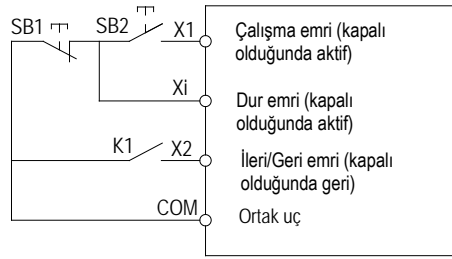 SB1 SB2 X1 Çalışma emri (kapalı
olduğunda aktif)
Xi Dur emri (kapalı
olduğunda aktif)
K1 X2 İleri/Geri emri (kapalı
olduğunda geri)
COM Ortak uç